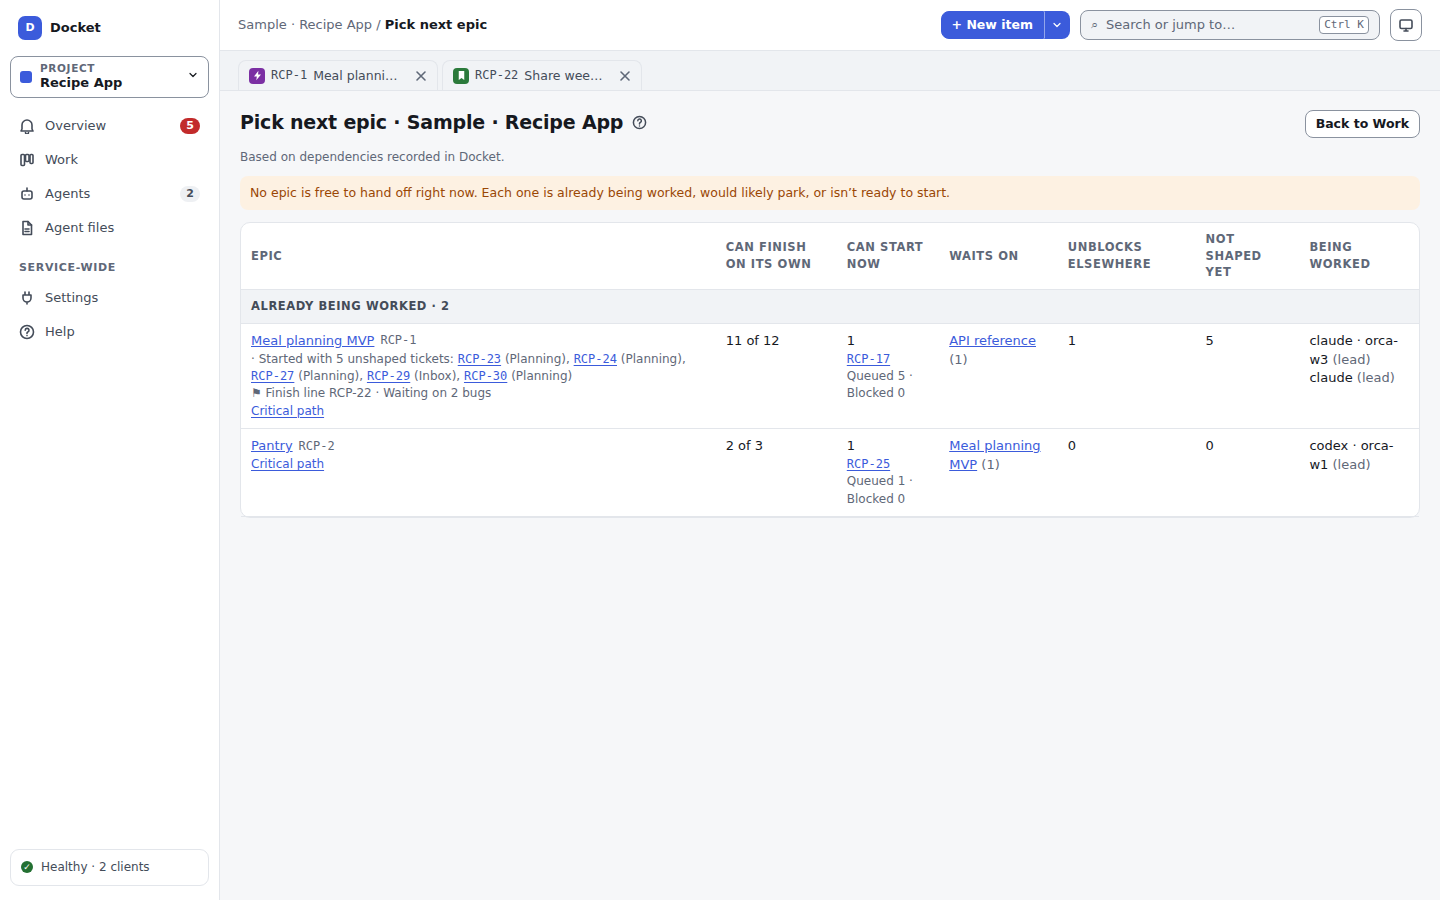 D Docket
PROJECT
Recipe App
Overview 5
Work
Agents 2
Agent files
SERVICE-WIDE
Settings
Help
Healthy · 2 clients
Sample · Recipe App / Pick next epic
+ New item
Search or jump to…
Ctrl K
RCP-1 Meal planni…
RCP-22 Share wee…
Pick next epic · Sample · Recipe App
Back to Work
Based on dependencies recorded in Docket.
No epic is free to hand off right now. Each one is already being worked, would likely park, or isn’t ready to start.
EPIC
CAN FINISH
ON ITS OWN
CAN START
NOW
WAITS ON
UNBLOCKS
ELSEWHERE
NOT
SHAPED
YET
BEING
WORKED
ALREADY BEING WORKED · 2
Meal planning MVP RCP-1
· Started with 5 unshaped tickets: RCP-23 (Planning), RCP-24 (Planning),
RCP-27 (Planning), RCP-29 (Inbox), RCP-30 (Planning)
⚑ Finish line RCP-22 · Waiting on 2 bugs
Critical path
11 of 12
1
RCP-17
Queued 5 ·
Blocked 0
API reference
(1)
1
5
claude · orca-
w3 (lead)
claude (lead)
Pantry RCP-2
Critical path
2 of 3
1
RCP-25
Queued 1 ·
Blocked 0
Meal planning
MVP (1)
0
0
codex · orca-
w1 (lead)